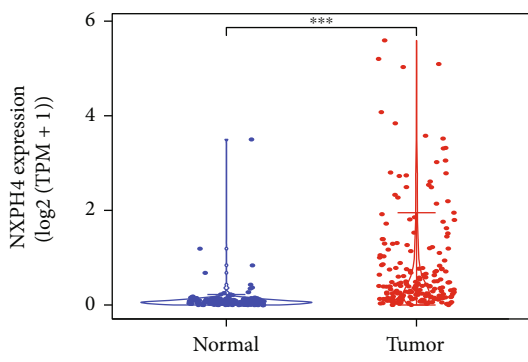 NXPH4 expression
(log2 (TPM + 1))
6
4
2
0
***
Normal
Tumor